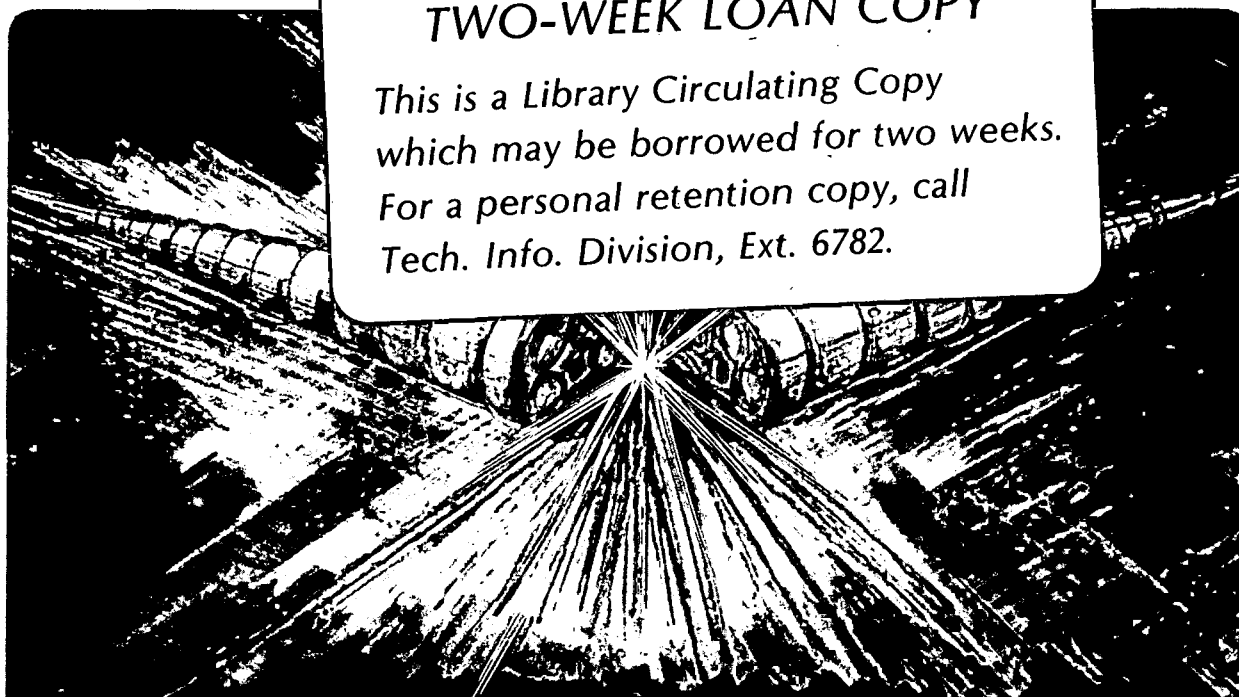 TWO-WEEK LOAN COPY
This is a Library Circulating Copy
which may be borrowed for two weeks.
For a personal retention copy, call
Tech. Info. Division, Ext. 6782.